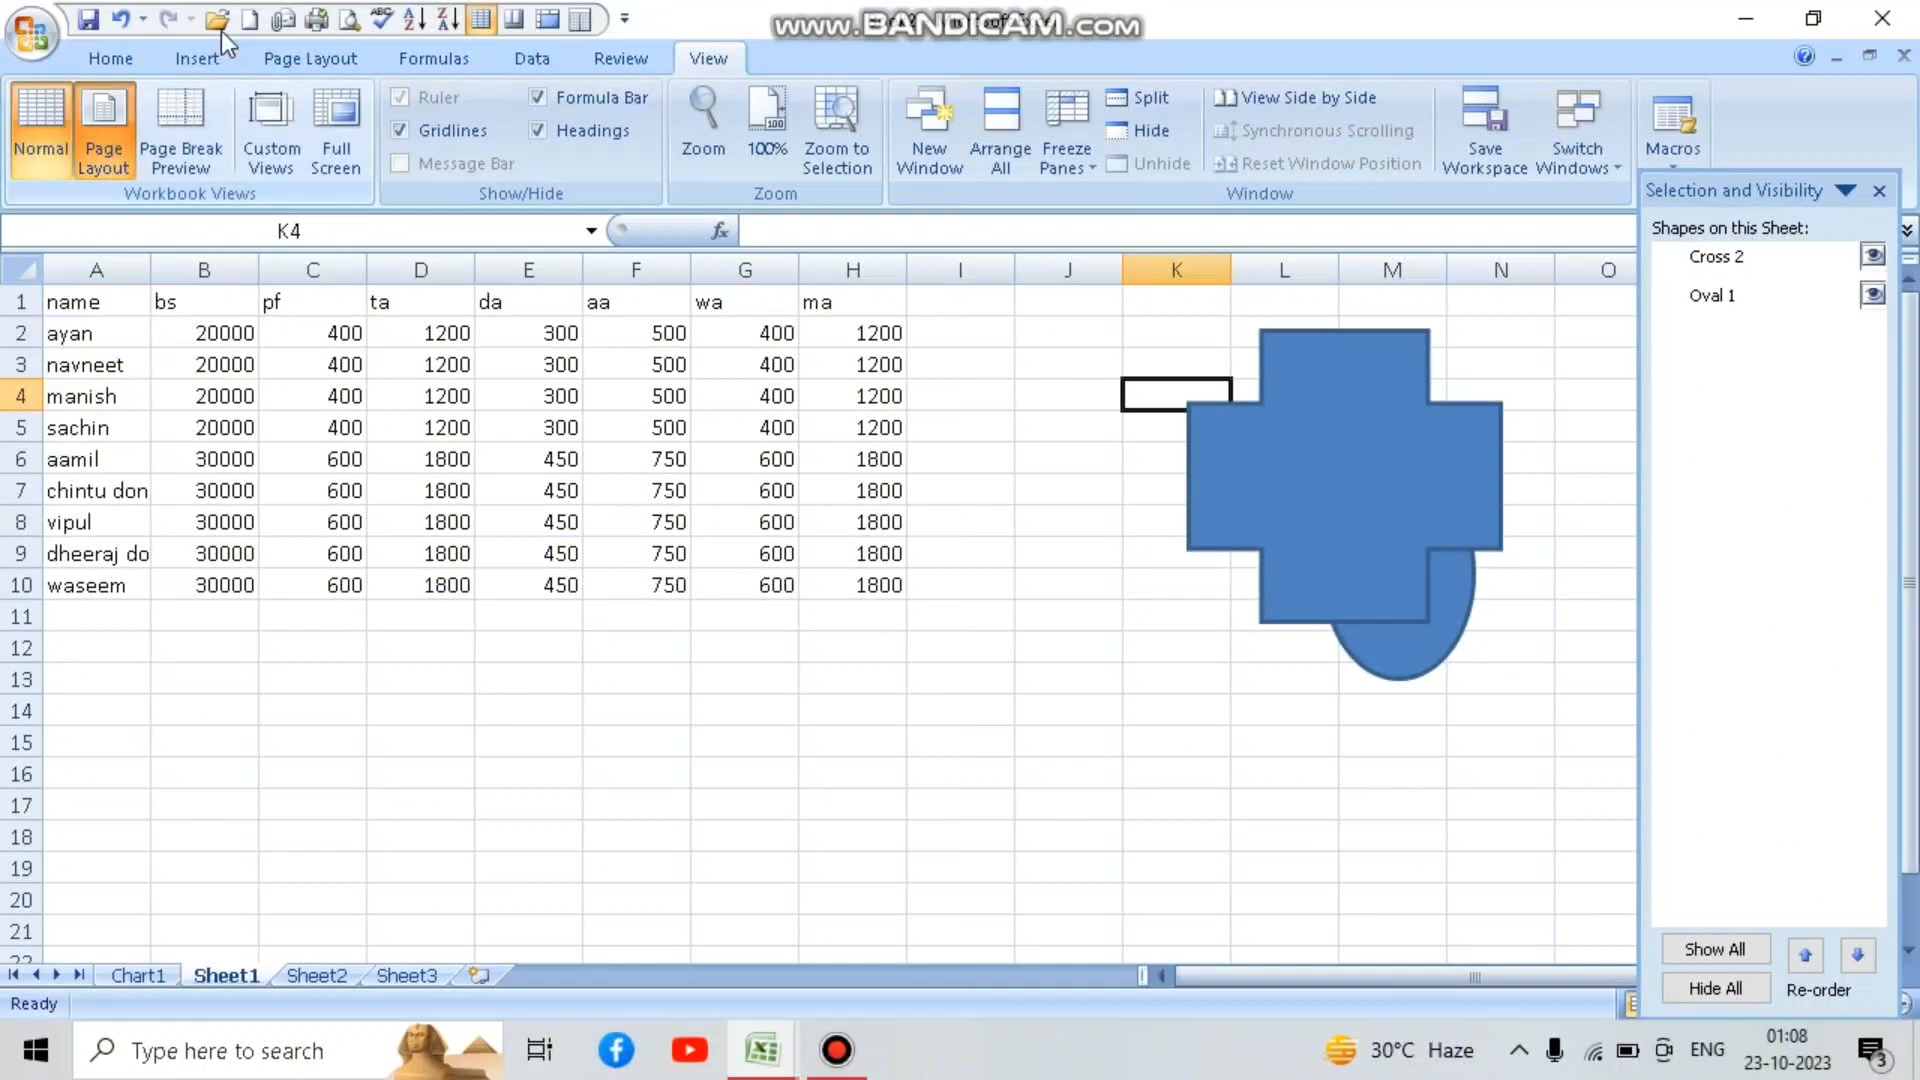 www.BANDICAM.com
Home Insert Page Layout Formulas Data Review View
Normal Page Layout Page Break Preview Custom Views Full Screen
Workbook Views
Ruler Formula Bar
Gridlines Headings
Message Bar
Show/Hide
Zoom 100% Zoom to Selection
Zoom
New Window Arrange All Freeze Panes
Split
Hide
Unhide
View Side by Side
Synchronous Scrolling
Reset Window Position
Save Workspace Switch Windows
Window
Macros
K4 fx
Selection and Visibility
Shapes on this Sheet:
Cross 2
Oval 1
Show All
Hide All
Re-order
A B C D E F G H I J K L M N O
1 name bs pf ta da aa wa ma
2 ayan 20000 400 1200 300 500 400 1200
3 navneet 20000 400 1200 300 500 400 1200
4 manish 20000 400 1200 300 500 400 1200
5 sachin 20000 400 1200 300 500 400 1200
6 aamil 30000 600 1800 450 750 600 1800
7 chintu don 30000 600 1800 450 750 600 1800
8 vipul 30000 600 1800 450 750 600 1800
9 dheeraj do 30000 600 1800 450 750 600 1800
10 waseem 30000 600 1800 450 750 600 1800
11
12
13
14
15
16
17
18
19
20
21
22
Chart1 Sheet1 Sheet2 Sheet3
Ready
Type here to search
30°C Haze ENG
01:08
23-10-2023
3